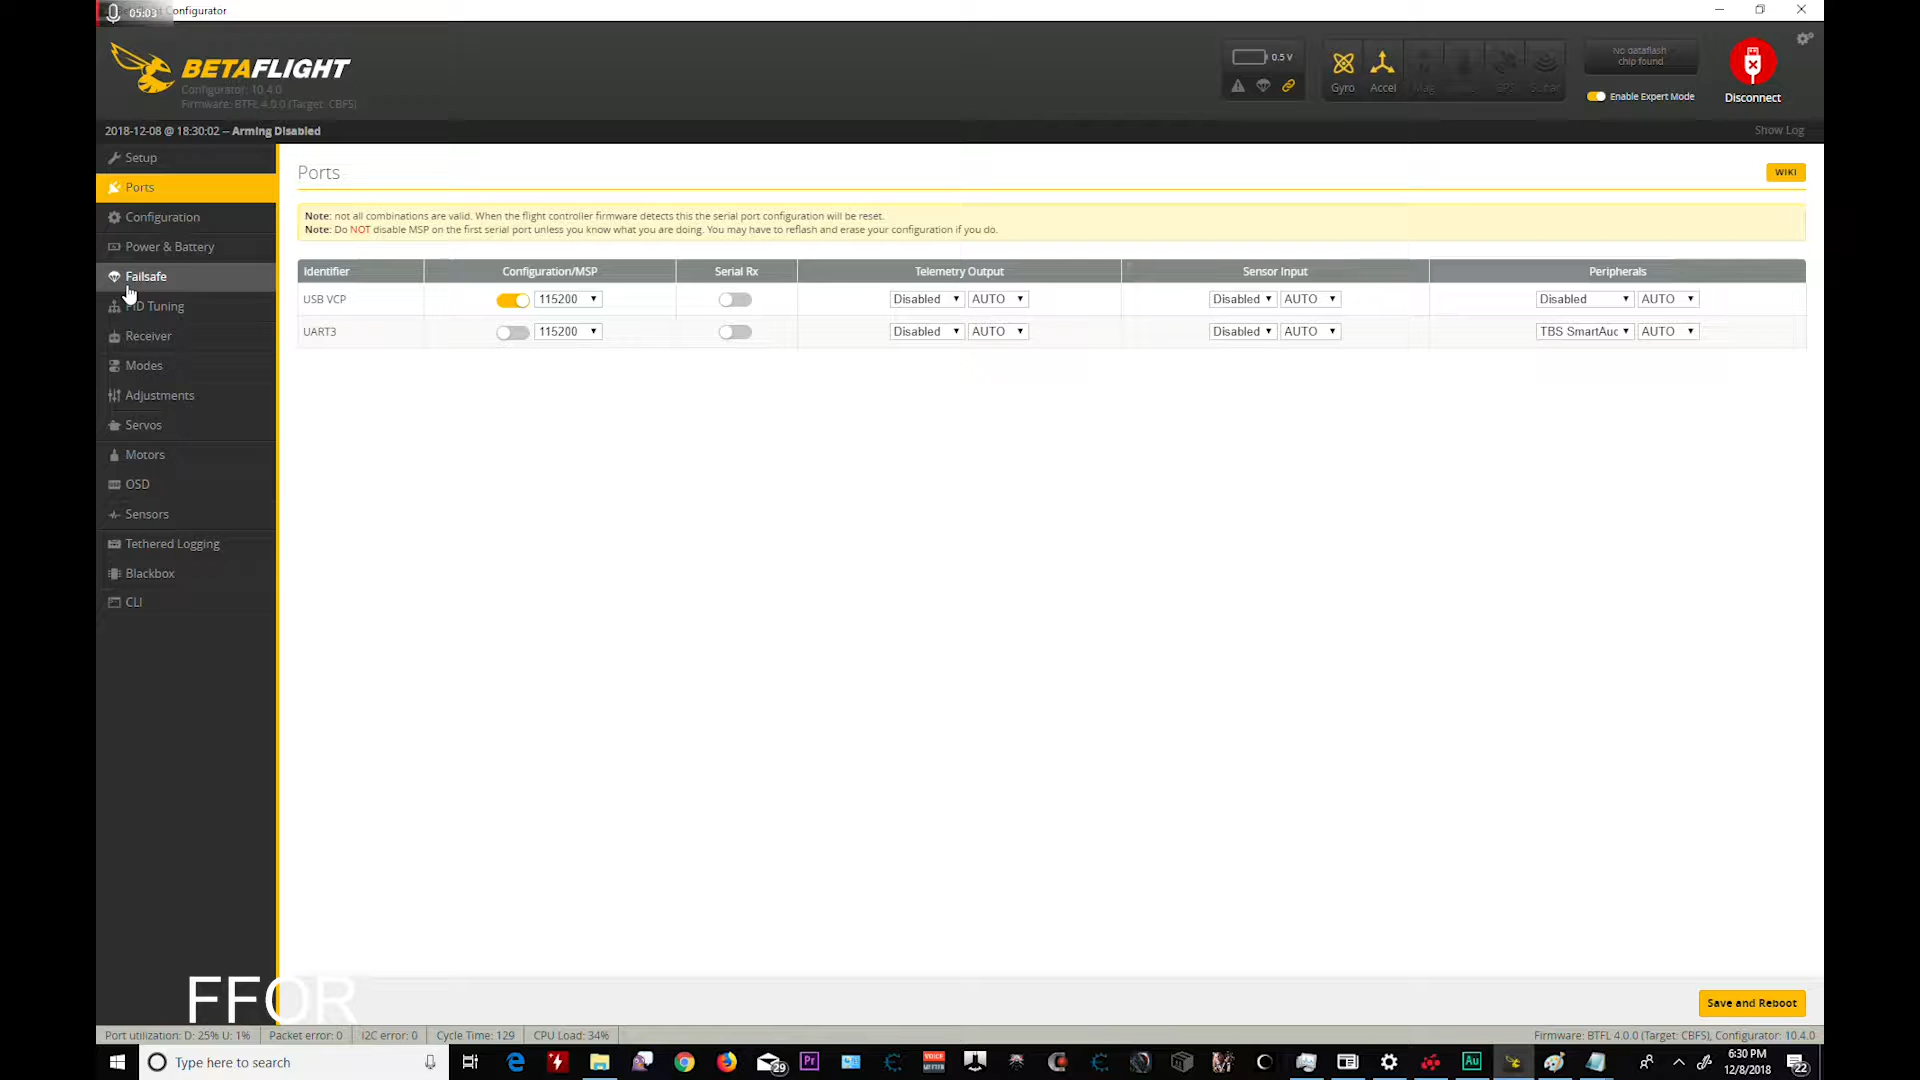 05:03 Configurator
BETAFLIGHT
Configurator: 10.4.0
Firmware: BTFL 4.0.0 (Target: CBFS)
0.5 V
Gyro Accel Mag GPS Sonar
No dataflash
chip found
Enable Expert Mode
Disconnect
2018-12-08 @ 18:30:02 -- Arming Disabled
Show Log
Setup
Ports
Configuration
Power & Battery
Failsafe
PID Tuning
Receiver
Modes
Adjustments
Servos
Motors
OSD
Sensors
Tethered Logging
Blackbox
CLI
Ports
WIKI
Note: not all combinations are valid. When the flight controller firmware detects this the serial port configuration will be reset.
Note: Do NOT disable MSP on the first serial port unless you know what you are doing. You may have to reflash and erase your configuration if you do.
Identifier Configuration/MSP Serial Rx Telemetry Output Sensor Input Peripherals
USB VCP 115200 Disabled AUTO Disabled AUTO Disabled AUTO
UART3 115200 Disabled AUTO Disabled AUTO TBS SmartAuc AUTO
FFOR
Save and Reboot
Port utilization: D: 25% U: 1% Packet error: 0 I2C error: 0 Cycle Time: 129 CPU Load: 34%
Firmware: BTFL 4.0.0 (Target: CBFS), Configurator: 10.4.0
Type here to search
29
Pr
VOICE
Au
6:30 PM
12/8/2018
22